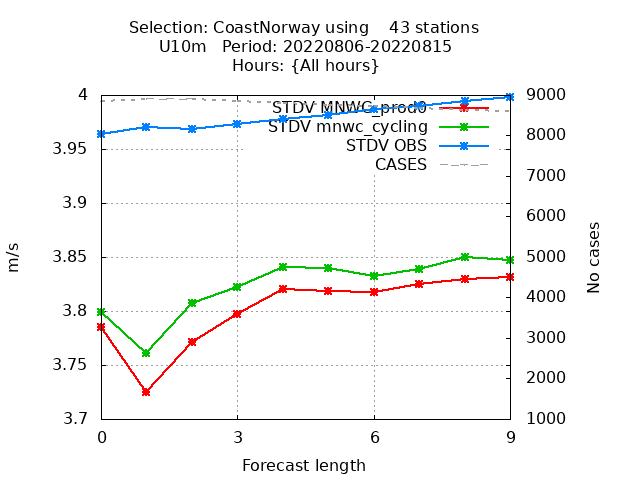 Selection: CoastNorway using    43 stations
U10m   Period: 20220806-20220815
Hours: {All hours}
4
3.95
3.9
3.85
3.8
3.75
3.7
m/s
STDV MNWC_prod0
STDV mnwc_cycling
STDV OBS
CASES
9000
8000
7000
6000
5000
4000
3000
2000
1000
No cases
0
3
6
9
Forecast length